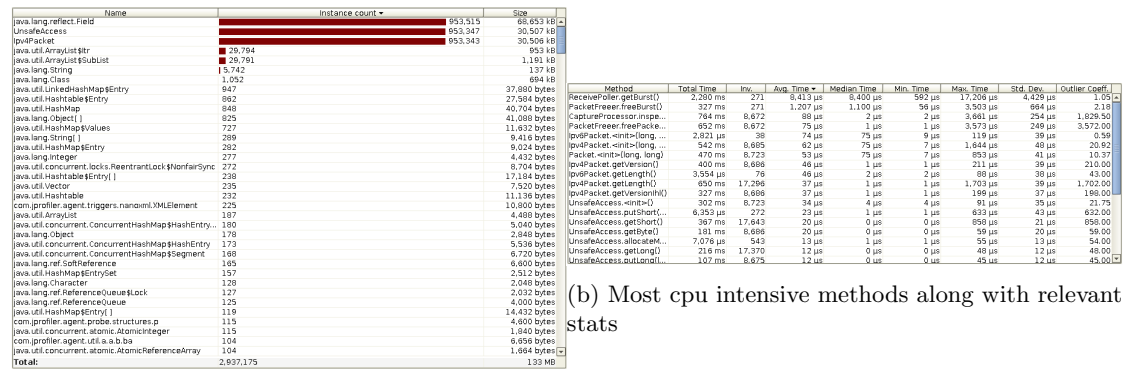 Name Instance count ▾ Size
java.lang.reflect.Field 953,515 68,653 kB
UnsafeAccess 953,347 30,507 kB
Ipv4Packet 953,343 30,506 kB
java.util.ArrayList$Itr 29,794 953 kB
java.util.ArrayList$SubList 29,791 1,191 kB
java.lang.String 5,742 137 kB
java.lang.Class 1,052 694 kB
java.util.LinkedHashMap$Entry 947 37,880 bytes
java.util.Hashtable$Entry 862 27,584 bytes
java.util.HashMap 848 40,704 bytes
java.lang.Object[ ] 825 41,088 bytes
java.util.HashMap$Values 727 11,632 bytes
java.lang.String[ ] 289 9,416 bytes
java.util.HashMap$Entry 282 9,024 bytes
java.lang.Integer 277 4,432 bytes
java.util.concurrent.locks.ReentrantLock$NonfairSync 272 8,704 bytes
java.util.Hashtable$Entry[ ] 238 17,184 bytes
java.util.Vector 235 7,520 bytes
java.util.Hashtable 232 11,136 bytes
com.jprofiler.agent.triggers.nanoxml.XMLElement 225 10,800 bytes
java.util.ArrayList 187 4,488 bytes
java.util.concurrent.ConcurrentHashMap$HashEntry... 180 5,040 bytes
java.lang.Object 178 2,848 bytes
java.util.concurrent.ConcurrentHashMap$HashEntry 173 5,536 bytes
java.util.concurrent.ConcurrentHashMap$Segment 168 6,720 bytes
java.lang.ref.SoftReference 165 6,600 bytes
java.util.HashMap$EntrySet 157 2,512 bytes
java.lang.Character 128 2,048 bytes
java.lang.ref.ReferenceQueue$Lock 127 2,032 bytes
java.lang.ref.ReferenceQueue 125 4,000 bytes
java.util.HashMap$Entry[ ] 119 14,432 bytes
com.jprofiler.agent.probe.structures.p 115 4,600 bytes
java.util.concurrent.atomic.AtomicInteger 115 1,840 bytes
com.jprofiler.agent.util.a.a.b.ba 104 6,656 bytes
java.util.concurrent.atomic.AtomicReferenceArray 104 1,664 bytes
Total: 2,937,175 133 MB
Method Total Time Inv. Avg. Time ▾ Median Time Min. Time Max. Time Std. Dev. Outlier Coeff.
ReceivePoller.getBurst() 2,280 ms 271 8,413 µs 8,400 µs 592 µs 17,206 µs 4,429 µs 1.05
PacketFreeer.freeBurst() 327 ms 271 1,207 µs 1,100 µs 56 µs 3,503 µs 664 µs 2.18
CaptureProcessor.inspe... 764 ms 8,672 88 µs 2 µs 2 µs 3,661 µs 254 µs 1,829.50
PacketFreeer.freePacke... 652 ms 8,672 75 µs 1 µs 1 µs 3,573 µs 249 µs 3,572.00
Ipv6Packet.<init>(long, ... 2,821 µs 38 74 µs 75 µs 9 µs 119 µs 39 µs 0.59
Ipv4Packet.<init>(long, ... 542 ms 8,685 62 µs 75 µs 7 µs 1,644 µs 48 µs 20.92
Packet.<init>(long, long) 470 ms 8,723 53 µs 75 µs 7 µs 853 µs 41 µs 10.37
Ipv4Packet.getVersion() 400 ms 8,686 46 µs 1 µs 1 µs 211 µs 39 µs 210.00
Ipv6Packet.getLength() 3,554 µs 76 46 µs 2 µs 2 µs 88 µs 38 µs 43.00
Ipv4Packet.getLength() 650 ms 17,296 37 µs 1 µs 1 µs 1,703 µs 39 µs 1,702.00
Ipv4Packet.getVersionIhl() 327 ms 8,686 37 µs 1 µs 1 µs 199 µs 37 µs 198.00
UnsafeAccess.<init>() 302 ms 8,723 34 µs 4 µs 4 µs 91 µs 35 µs 21.75
UnsafeAccess.putShort(... 6,353 µs 272 23 µs 1 µs 1 µs 633 µs 43 µs 632.00
UnsafeAccess.getShort() 367 ms 17,643 20 µs 0 µs 0 µs 858 µs 21 µs 858.00
UnsafeAccess.getByte() 181 ms 8,686 20 µs 0 µs 0 µs 59 µs 20 µs 59.00
UnsafeAccess.allocateM... 7,076 µs 543 13 µs 1 µs 1 µs 55 µs 13 µs 54.00
UnsafeAccess.getLong() 216 ms 17,370 12 µs 0 µs 0 µs 48 µs 12 µs 48.00
UnsafeAccess.putLong(l... 107 ms 8,675 12 µs 0 µs 0 µs 45 µs 12 µs 45.00
(b) Most cpu intensive methods along with relevant
stats